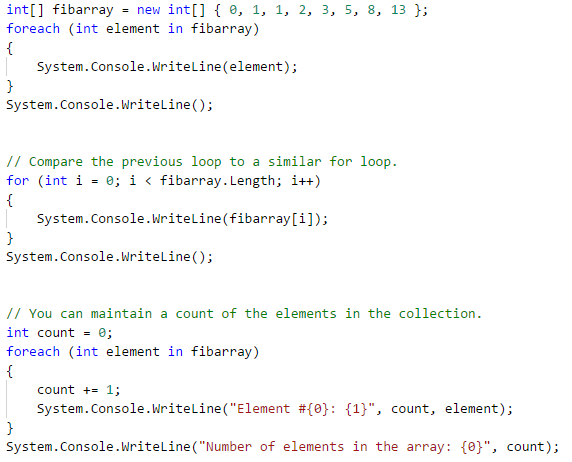 int[] fibarray = new int[] { 0, 1, 1, 2, 3, 5, 8, 13 };
foreach (int element in fibarray)
{
    System.Console.WriteLine(element);
}
System.Console.WriteLine();
// Compare the previous loop to a similar for loop.
for (int i = 0; i < fibarray.Length; i++)
{
    System.Console.WriteLine(fibarray[i]);
}
System.Console.WriteLine();
// You can maintain a count of the elements in the collection.
int count = 0;
foreach (int element in fibarray)
{
    count += 1;
    System.Console.WriteLine("Element #{0}: {1}", count, element);
}
System.Console.WriteLine("Number of elements in the array: {0}", count);